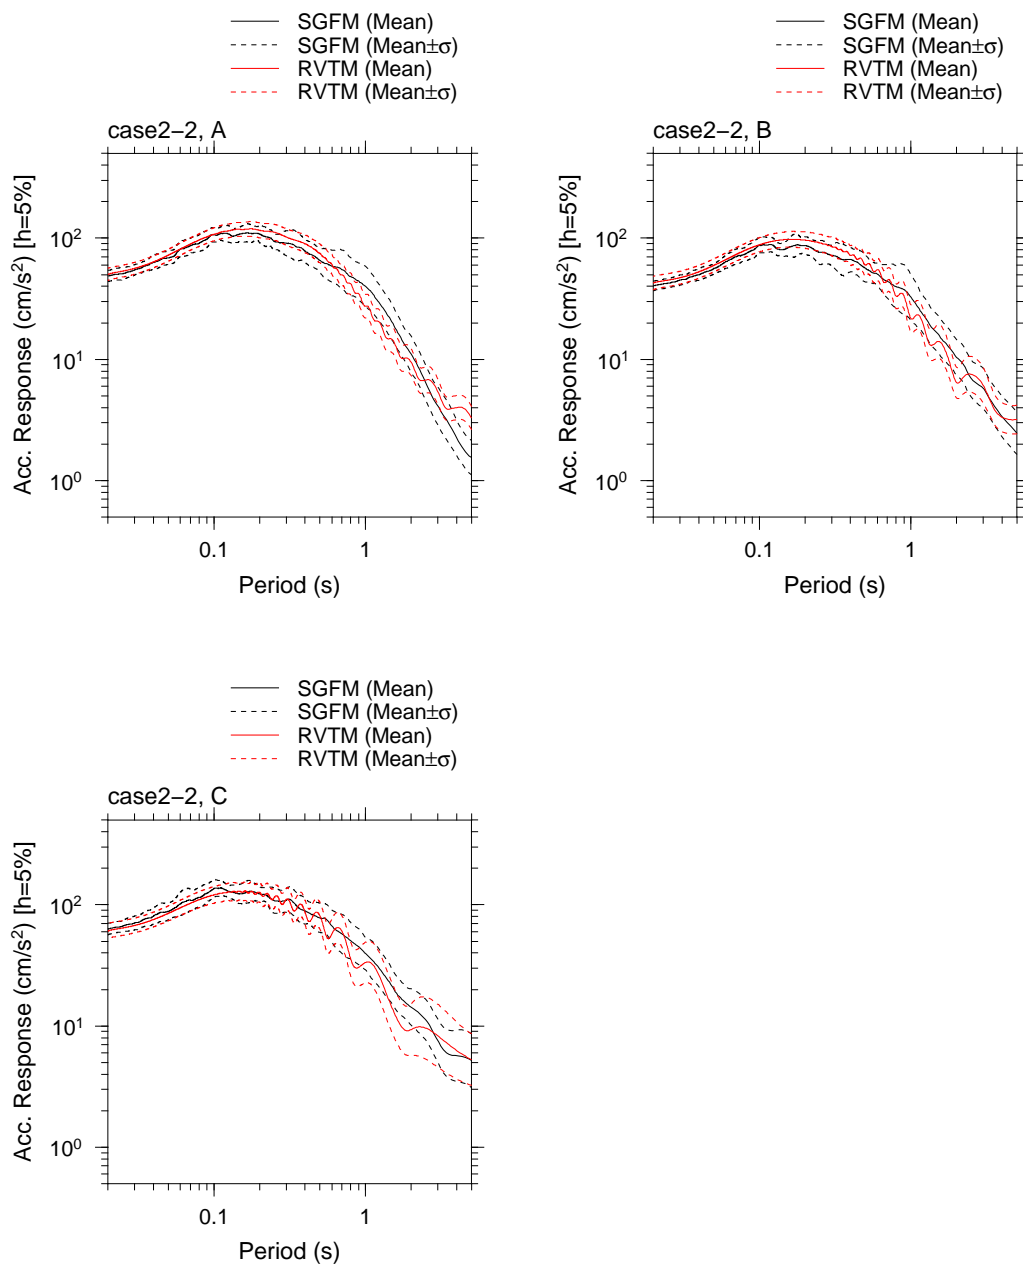 SGFM (Mean)
SGFM (Mean±σ)
RVTM (Mean)
RVTM (Mean±σ)
case2−2, A
Acc. Response (cm/s²) [h=5%]
10²
10¹
10⁰
0.1 1
Period (s)
SGFM (Mean)
SGFM (Mean±σ)
RVTM (Mean)
RVTM (Mean±σ)
case2−2, B
Acc. Response (cm/s²) [h=5%]
10²
10¹
10⁰
0.1 1
Period (s)
SGFM (Mean)
SGFM (Mean±σ)
RVTM (Mean)
RVTM (Mean±σ)
case2−2, C
Acc. Response (cm/s²) [h=5%]
10²
10¹
10⁰
0.1 1
Period (s)